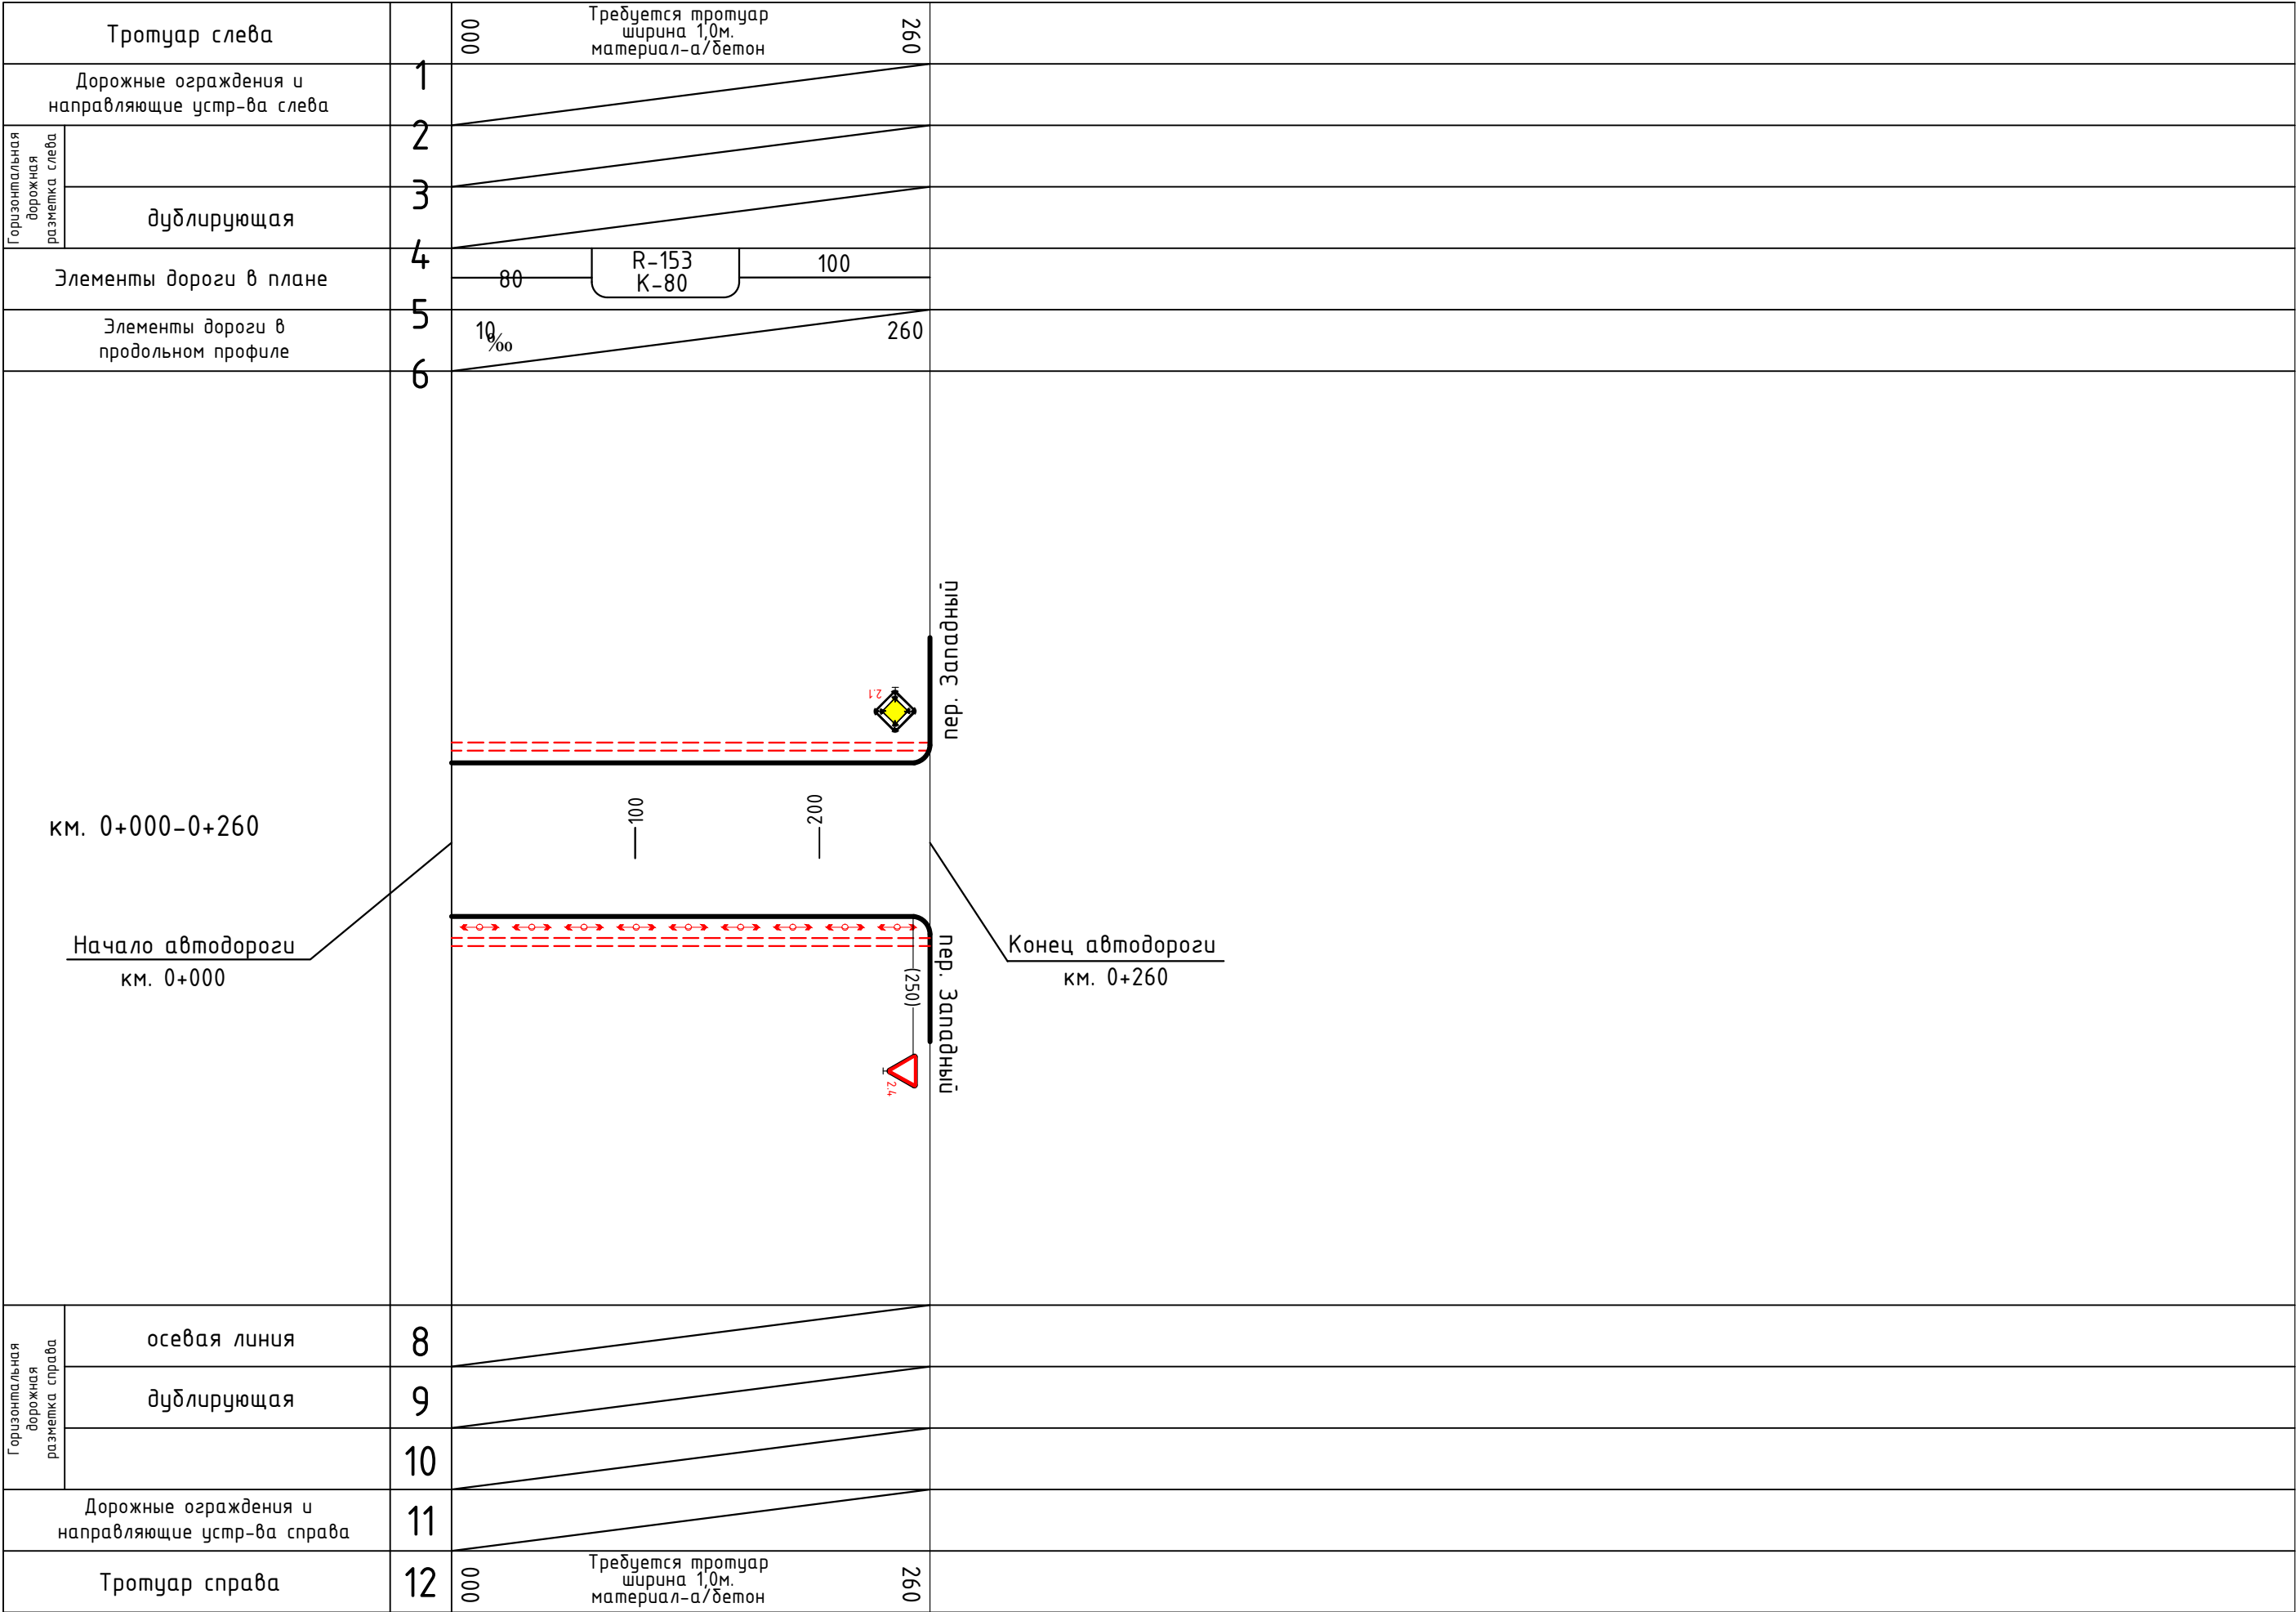 Тротуар слева
000
Требуется тротуар
ширина 1,0м.
материал-а/бетон
260
Дорожные ограждения и
направляющие устр-ва слева
1
Горизонтальная
дорожная
разметка слева
2
дублирующая
3
Элементы дороги в плане
4
80
R-153
K-80
100
Элементы дороги в
продольном профиле
5
10‰
260
6
пер. Западный
2.1
км. 0+000-0+260
100
200
Начало автодороги
км. 0+000
Конец автодороги
км. 0+260
(250)
пер. Западный
2.4
Горизонтальная
дорожная
разметка справа
осевая линия
8
дублирующая
9
10
Дорожные ограждения и
направляющие устр-ва справа
11
Тротуар справа
12
000
Требуется тротуар
ширина 1,0м.
материал-а/бетон
260